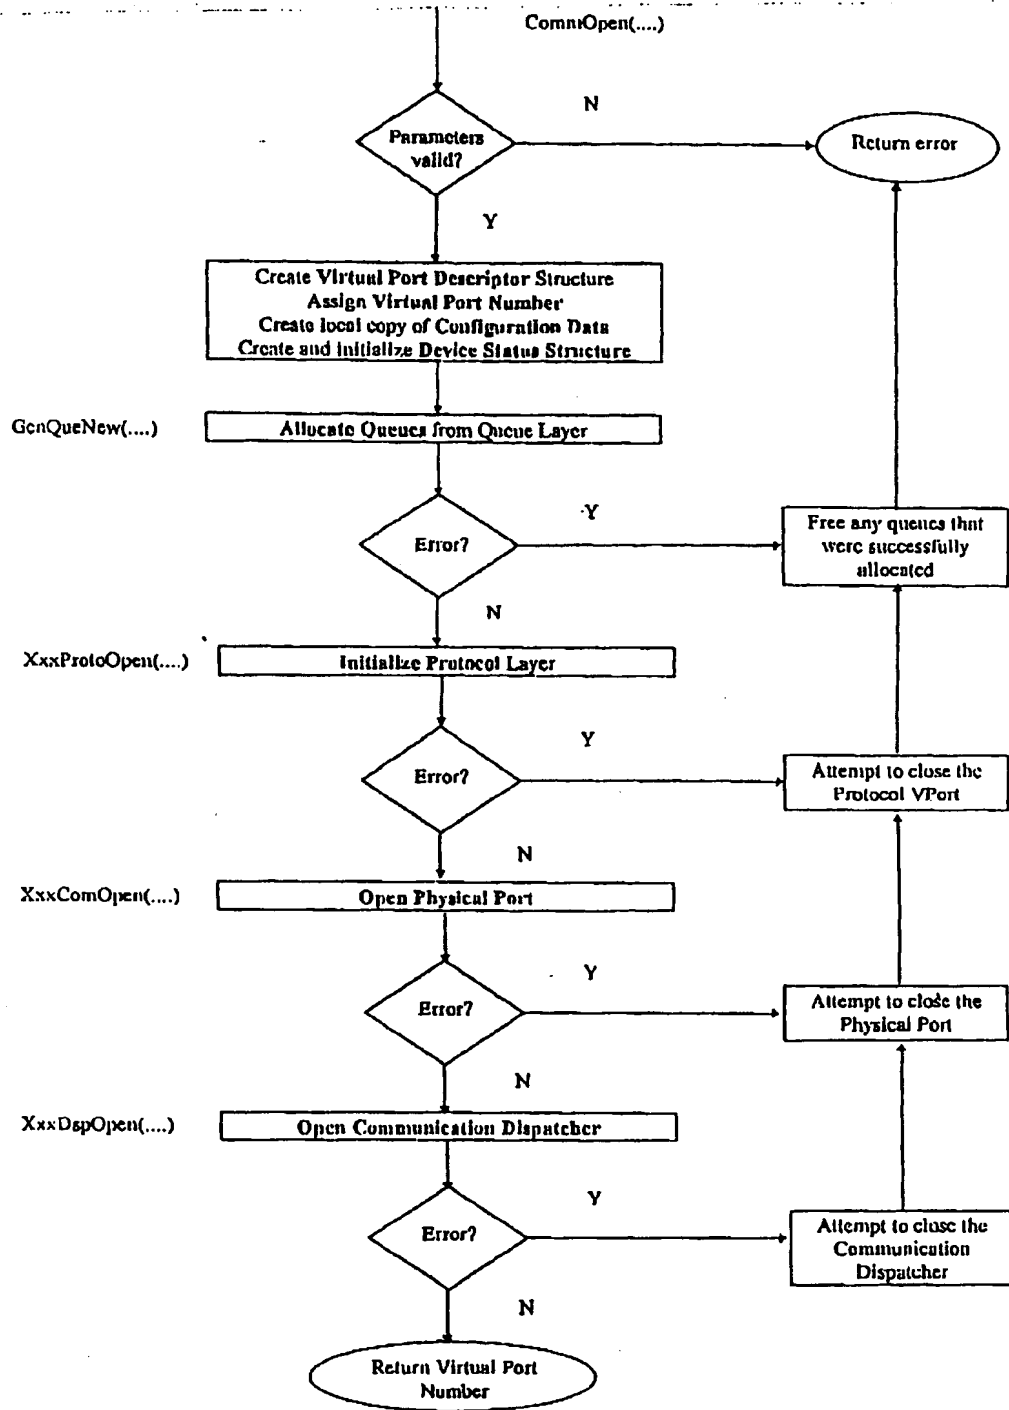 CommOpen(....)
N
Parameters
valid?
Return error
Y
Create Virtual Port Descriptor Structure
Assign Virtual Port Number
Create local copy of Configuration Data
Create and Initialize Device Status Structure
GenQueNew(....)
Allocate Queues from Queue Layer
Y
Error?
Free any queues that
were successfully
allocated
N
XxxProtoOpen(....)
Initialize Protocol Layer
Y
Error?
Attempt to close the
Protocol VPort
N
XxxComOpen(....)
Open Physical Port
Y
Error?
Attempt to close the
Physical Port
N
XxxDspOpen(....)
Open Communication Dispatcher
Y
Error?
Attempt to close the
Communication
Dispatcher
N
Return Virtual Port
Number